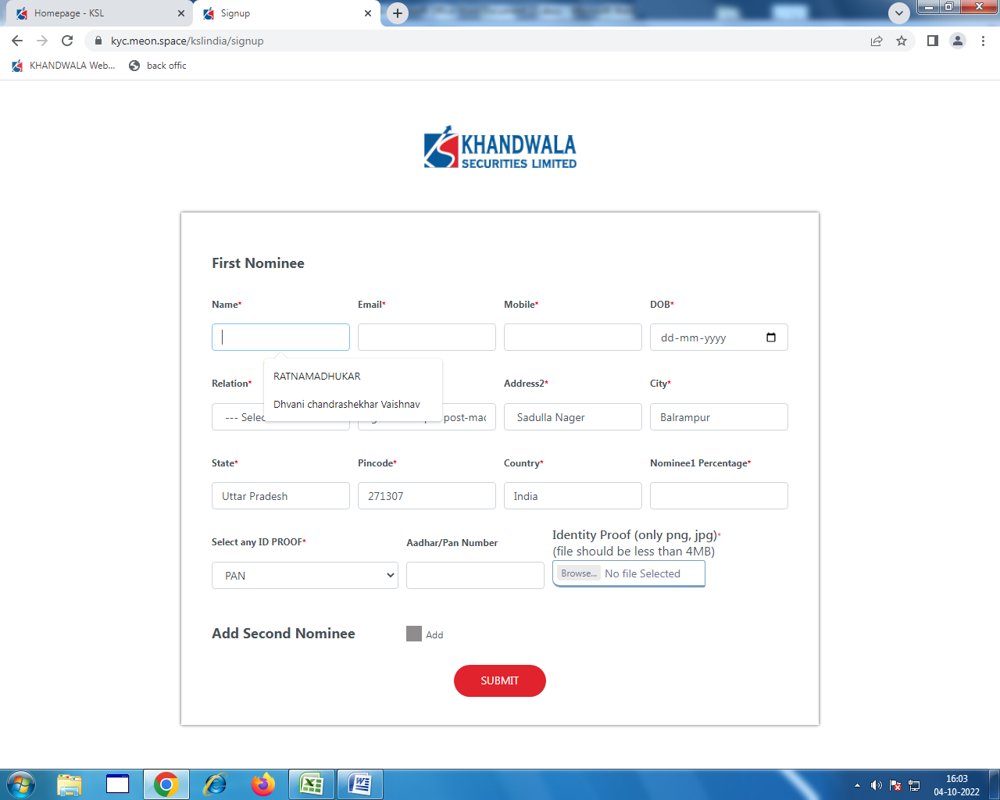 Homepage - KSL
Signup
kyc.meon.space/kslindia/signup
KHANDWALA Web...
back offic
KHANDWALA
SECURITIES LIMITED
First Nominee
Name*
Email*
Mobile*
DOB*
dd-mm-yyyy
RATNAMADHUKAR
Dhvani chandrashekhar Vaishnav
Relation*
Address2*
City*
--- Selec
post-mad
Sadulla Nager
Balrampur
State*
Pincode*
Country*
Nominee1 Percentage*
Uttar Pradesh
271307
India
Select any ID PROOF*
Aadhar/Pan Number
Identity Proof (only png, jpg)*
(file should be less than 4MB)
PAN
Browse...
No file Selected
Add Second Nominee
Add
SUBMIT
16:03
04-10-2022